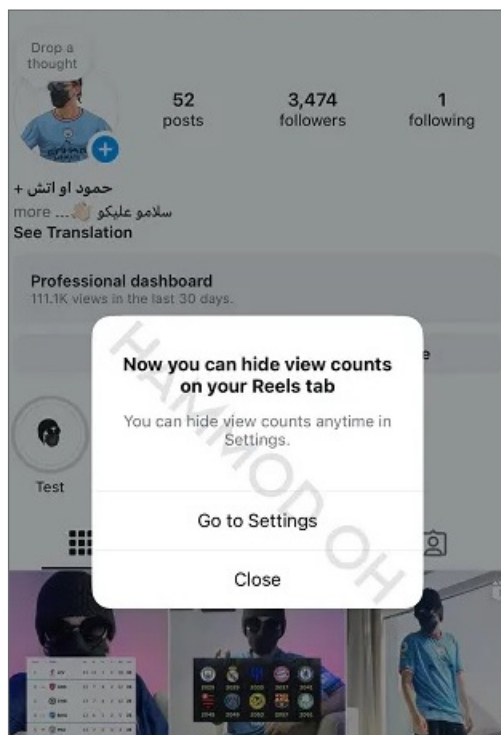 Drop a
thought
52
posts
3,474
followers
1
following
حمود او اتش +
سلامو عليكو 👋🏻 ... more
See Translation
Professional dashboard
111.1K views in the last 30 days.
Now you can hide view counts
on your Reels tab
You can hide view counts anytime in
Settings.
Go to Settings
Close
Test
HAMMOD OH